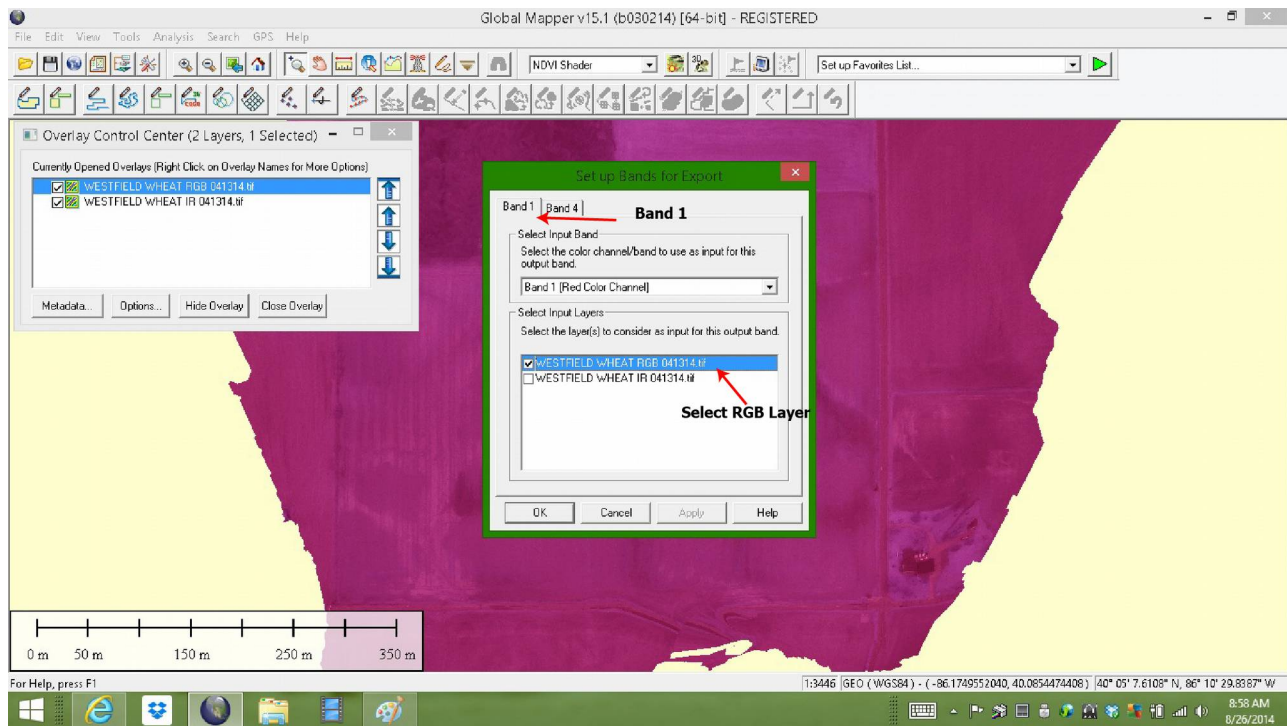 Global Mapper v15.1 (b030214) [64-bit] - REGISTERED
File Edit View Tools Analysis Search GPS Help
NDVI Shader
Set up Favorites List...
Overlay Control Center (2 Layers, 1 Selected)
Currently Opened Overlays (Right Click on Overlay Names for More Options)
WESTFIELD WHEAT RGB 041314.tif
WESTFIELD WHEAT IR 041314.tif
Metadata... Options... Hide Overlay Close Overlay
Set up Bands for Export
Band 1 Band 4
Band 1
Select Input Band
Select the color channel/band to use as input for this
output band.
Band 1 (Red Color Channel)
Select Input Layers
Select the layer(s) to consider as input for this output band.
WESTFIELD WHEAT RGB 041314.tif
WESTFIELD WHEAT IR 041314.tif
Select RGB Layer
OK Cancel Apply Help
0 m 50 m 150 m 250 m 350 m
For Help, press F1
1:3446 GEO (WGS84) - ( -86.1749552040, 40.0854474408 ) 40° 05' 7.6108" N, 86° 10' 29.8387" W
8:58 AM
8/26/2014